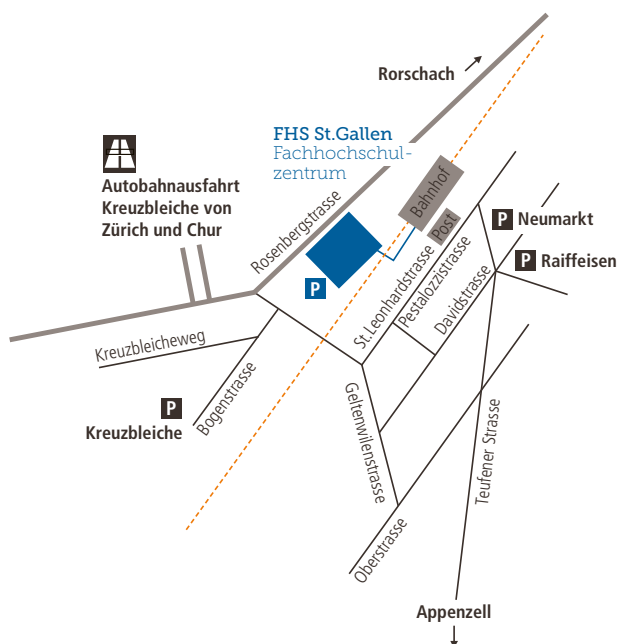 Rorschach
FHS St.Gallen
Fachhochschul-
zentrum
Autobahnausfahrt
Kreuzbleiche von
Zürich und Chur
Rosenbergstrasse
Bahnhof
Post
P Neumarkt
P Raiffeisen
P
St.Leonhardstrasse
Pestalozzistrasse
Davidstrasse
Kreuzbleicheweg
Bogenstrasse
P
Kreuzbleiche
Geltenwilenstrasse
Teufener Strasse
Oberstrasse
Appenzell